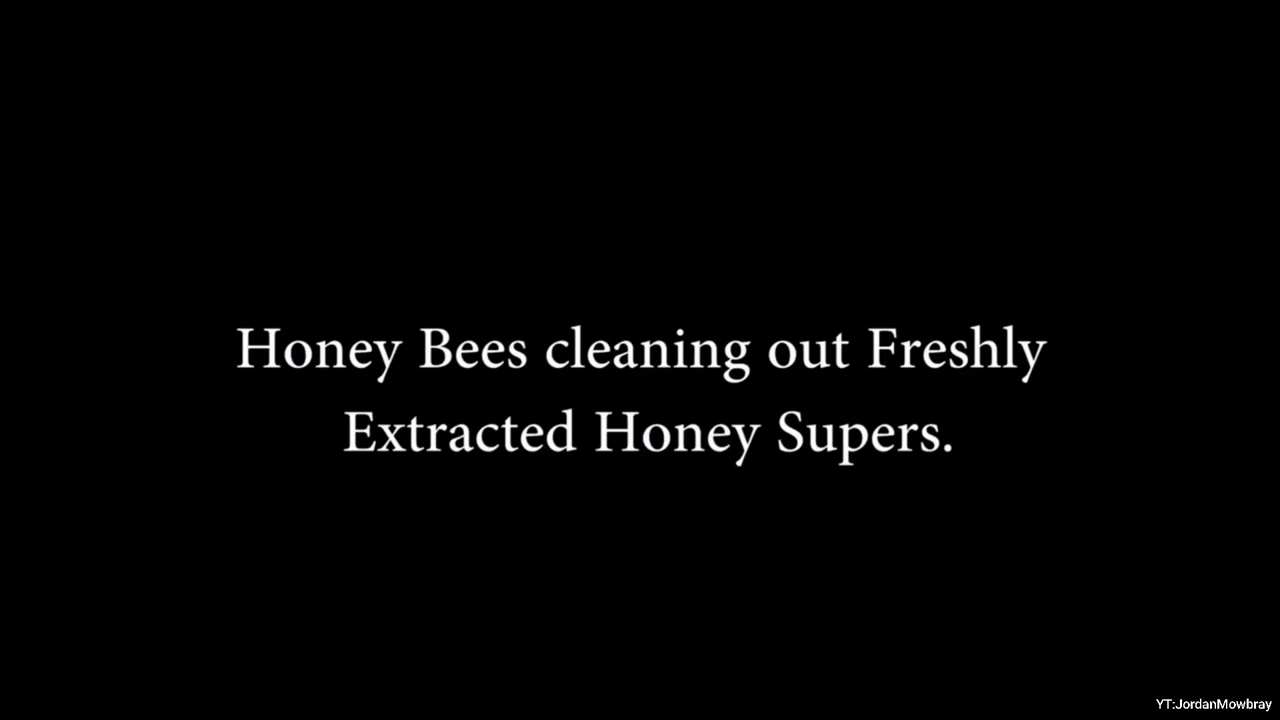 Honey Bees cleaning out Freshly
Extracted Honey Supers.
YT:JordanMowbray